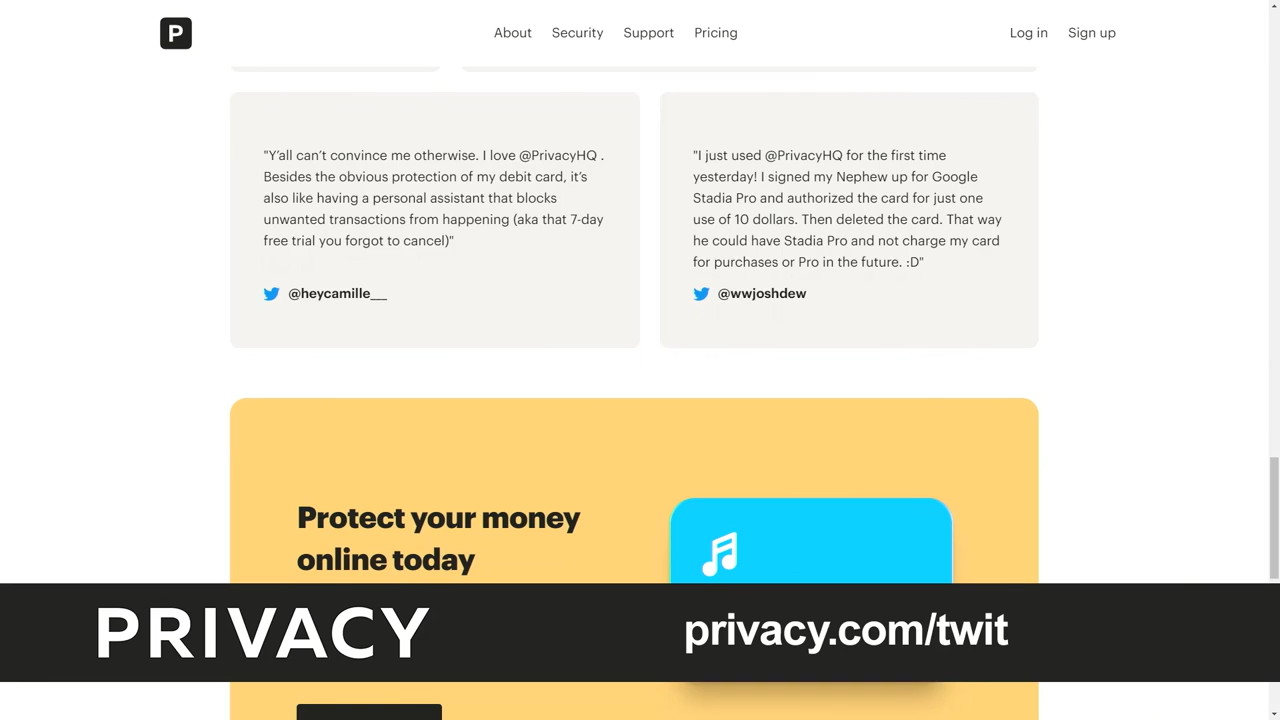 P
About Security Support Pricing
Log in Sign up
"Y'all can't convince me otherwise. I love @PrivacyHQ .
Besides the obvious protection of my debit card, it's
also like having a personal assistant that blocks
unwanted transactions from happening (aka that 7-day
free trial you forgot to cancel)"
@heycamille___
"I just used @PrivacyHQ for the first time
yesterday! I signed my Nephew up for Google
Stadia Pro and authorized the card for just one
use of 10 dollars. Then deleted the card. That way
he could have Stadia Pro and not charge my card
for purchases or Pro in the future. :D"
@wwjoshdew
Protect your money
online today
PRIVACY
privacy.com/twit